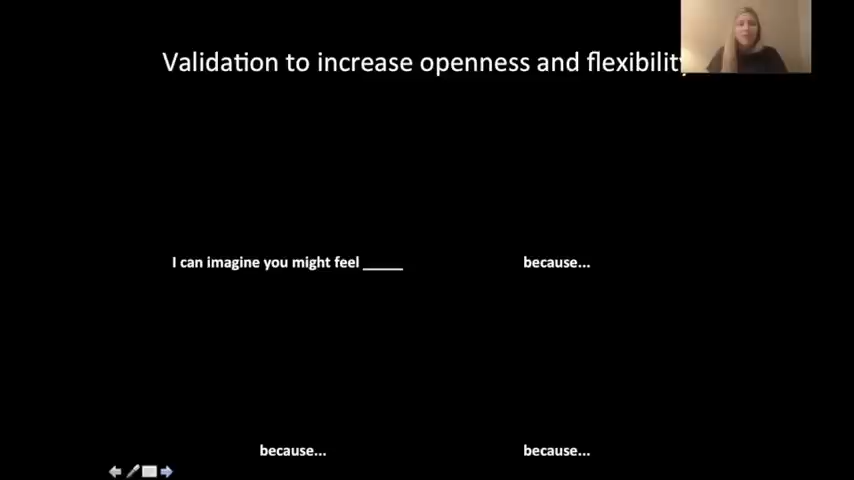 Validation to increase openness and flexibility
I can imagine you might feel _____ because...
because... because...